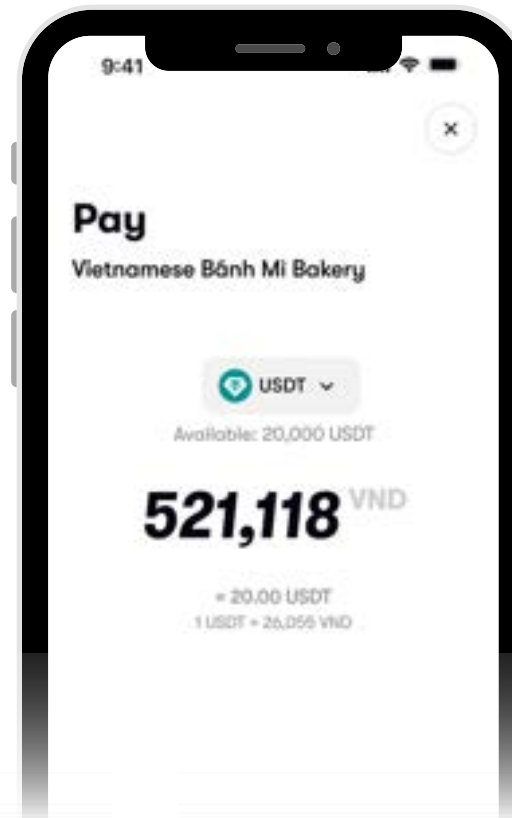 9:41
Pay
Vietnamese Bánh Mì Bakery
USDT
Available: 20,000 USDT
521,118 VND
≈ 20.00 USDT
1 USDT ≈ 26,055 VND